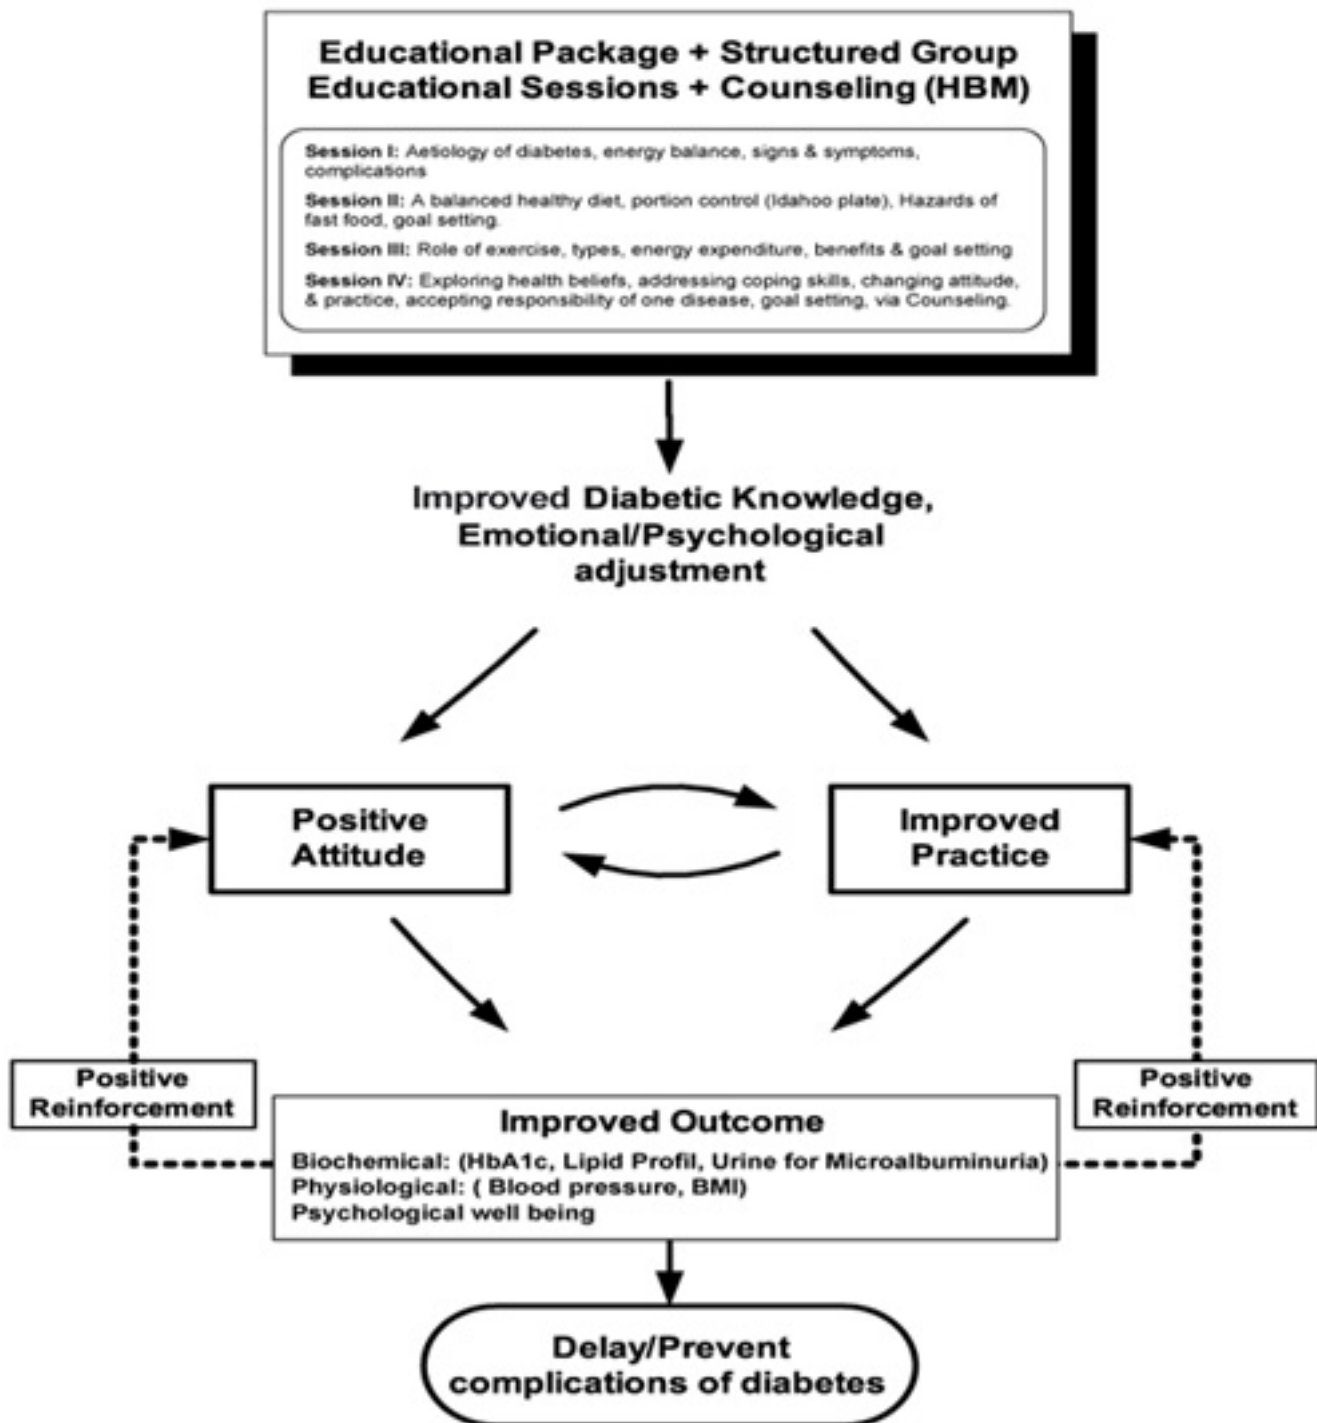 Educational Package + Structured Group
Educational Sessions + Counseling (HBM)
Session I: Aetiology of diabetes, energy balance, signs & symptoms,
complications
Session II: A balanced healthy diet, portion control (Idahoo plate), Hazards of
fast food, goal setting.
Session III: Role of exercise, types, energy expenditure, benefits & goal setting
Session IV: Exploring health beliefs, addressing coping skills, changing attitude,
& practice, accepting responsibility of one disease, goal setting, via Counseling.
Improved Diabetic Knowledge,
Emotional/Psychological
adjustment
Positive
Attitude
Improved
Practice
Positive
Reinforcement
Positive
Reinforcement
Improved Outcome
Biochemical: (HbA1c, Lipid Profil, Urine for Microalbuminuria)
Physiological: ( Blood pressure, BMI)
Psychological well being
Delay/Prevent
complications of diabetes